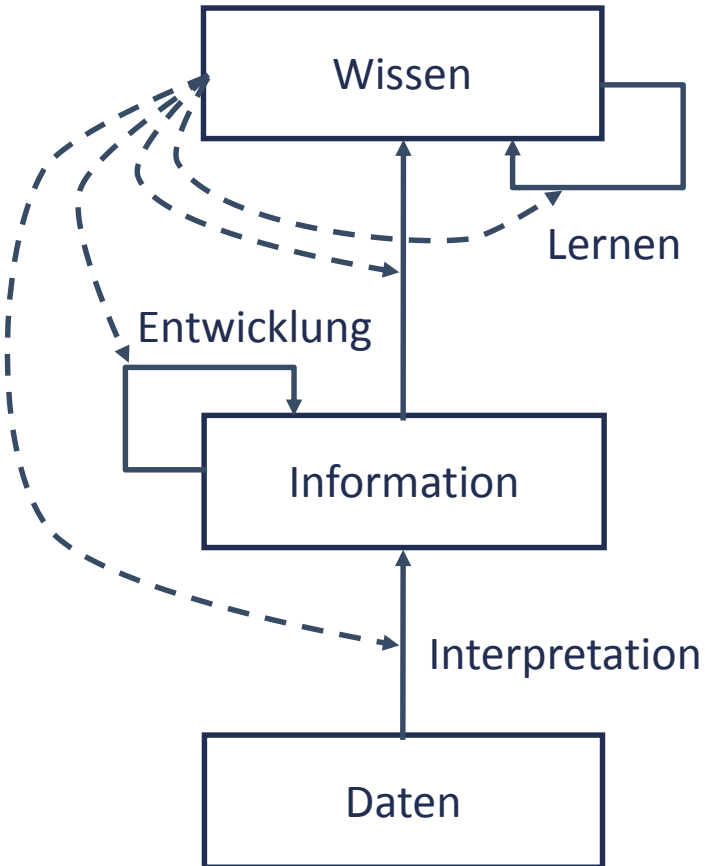 Wissen
Lernen
Entwicklung
Information
Interpretation
Daten